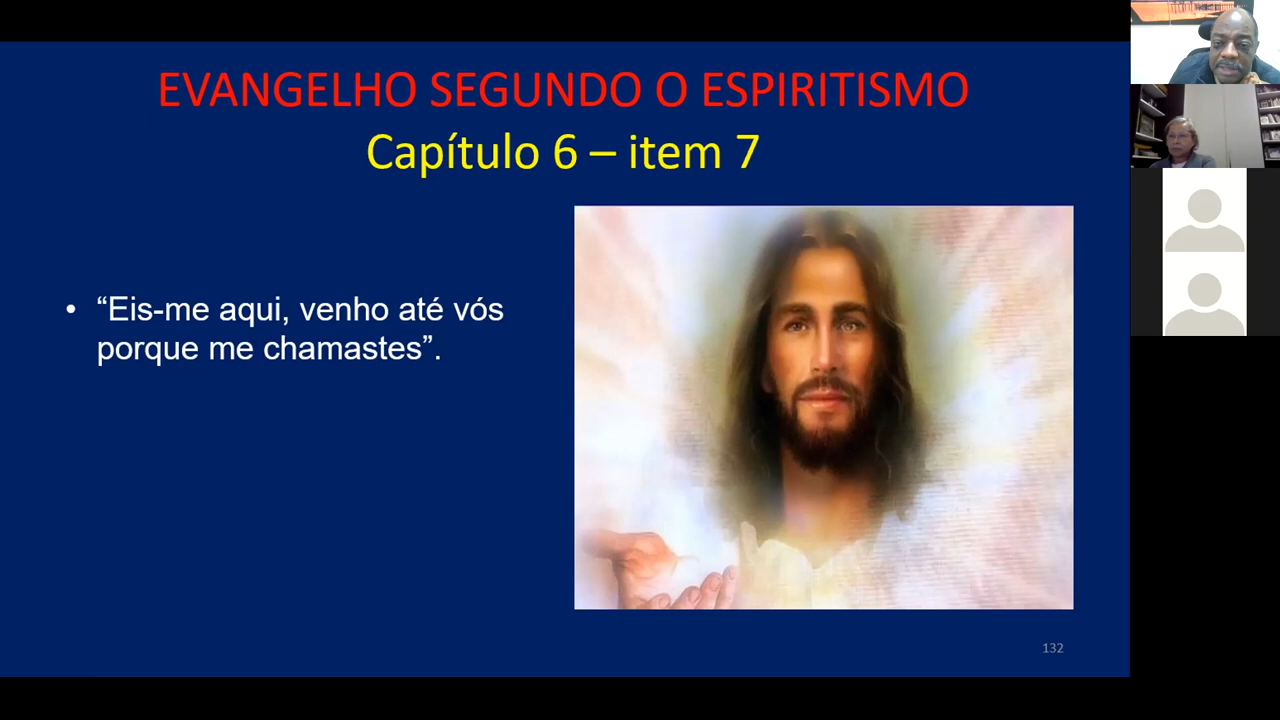 EVANGELHO SEGUNDO O ESPIRITISMO
Capítulo 6 – item 7
• “Eis-me aqui, venho até vós
porque me chamastes”.
132